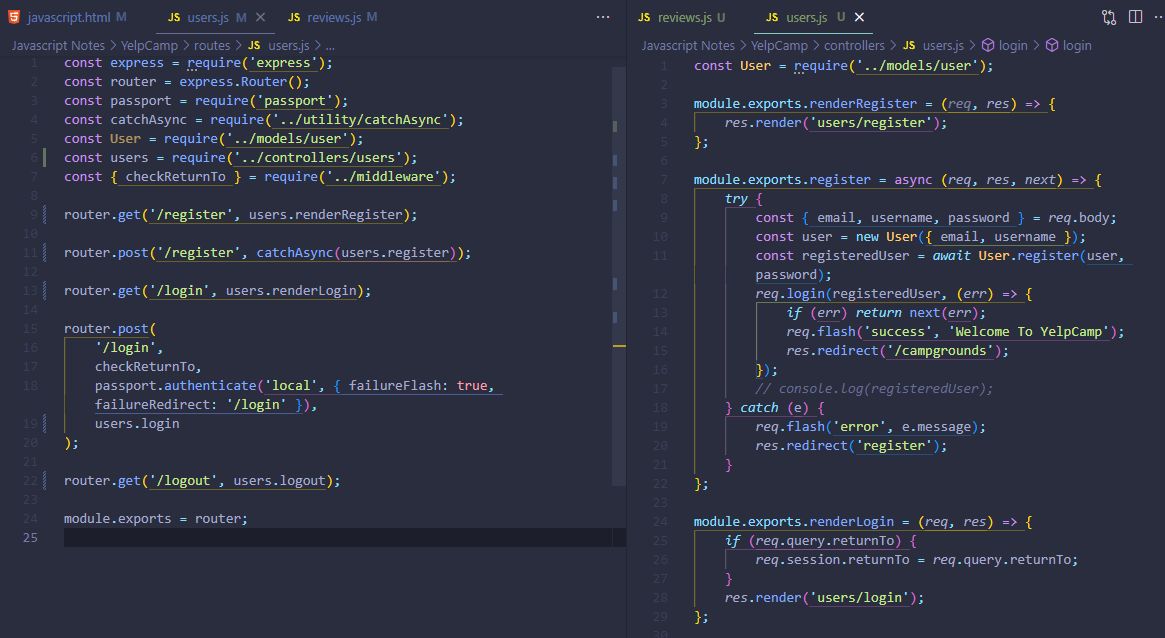 javascript.html M
JS users.js M ×
JS reviews.js M
···
Javascript Notes > YelpCamp > routes > JS users.js > ...
1 const express = require('express');
2 const router = express.Router();
3 const passport = require('passport');
4 const catchAsync = require('../utility/catchAsync');
5 const User = require('../models/user');
6 const users = require('../controllers/users');
7 const { checkReturnTo } = require('../middleware');
8
9 router.get('/register', users.renderRegister);
10
11 router.post('/register', catchAsync(users.register));
12
13 router.get('/login', users.renderLogin);
14
15 router.post(
16 '/login',
17 checkReturnTo,
18 passport.authenticate('local', { failureFlash: true,
failureRedirect: '/login' }),
19 users.login
20 );
21
22 router.get('/logout', users.logout);
23
24 module.exports = router;
25
JS reviews.js U
JS users.js U ×
Javascript Notes > YelpCamp > controllers > JS users.js > login > login
1 const User = require('../models/user');
2
3 module.exports.renderRegister = (req, res) => {
4 res.render('users/register');
5 };
6
7 module.exports.register = async (req, res, next) => {
8 try {
9 const { email, username, password } = req.body;
10 const user = new User({ email, username });
11 const registeredUser = await User.register(user,
password);
12 req.login(registeredUser, (err) => {
13 if (err) return next(err);
14 req.flash('success', 'Welcome To YelpCamp');
15 res.redirect('/campgrounds');
16 });
17 // console.log(registeredUser);
18 } catch (e) {
19 req.flash('error', e.message);
20 res.redirect('register');
21 }
22 };
23
24 module.exports.renderLogin = (req, res) => {
25 if (req.query.returnTo) {
26 req.session.returnTo = req.query.returnTo;
27 }
28 res.render('users/login');
29 };
30